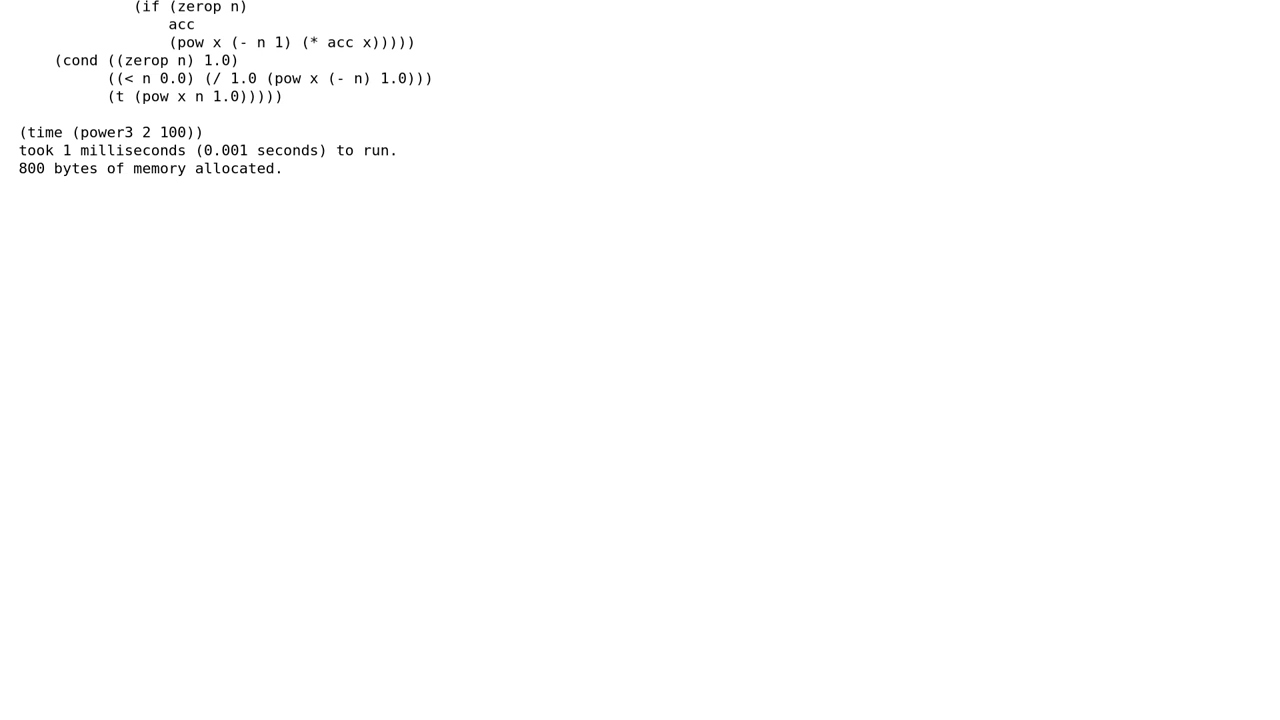 (if (zerop n)
acc
(pow x (- n 1) (* acc x)))))
(cond ((zerop n) 1.0)
((< n 0.0) (/ 1.0 (pow x (- n) 1.0)))
(t (pow x n 1.0)))))
(time (power3 2 100))
took 1 milliseconds (0.001 seconds) to run.
800 bytes of memory allocated.